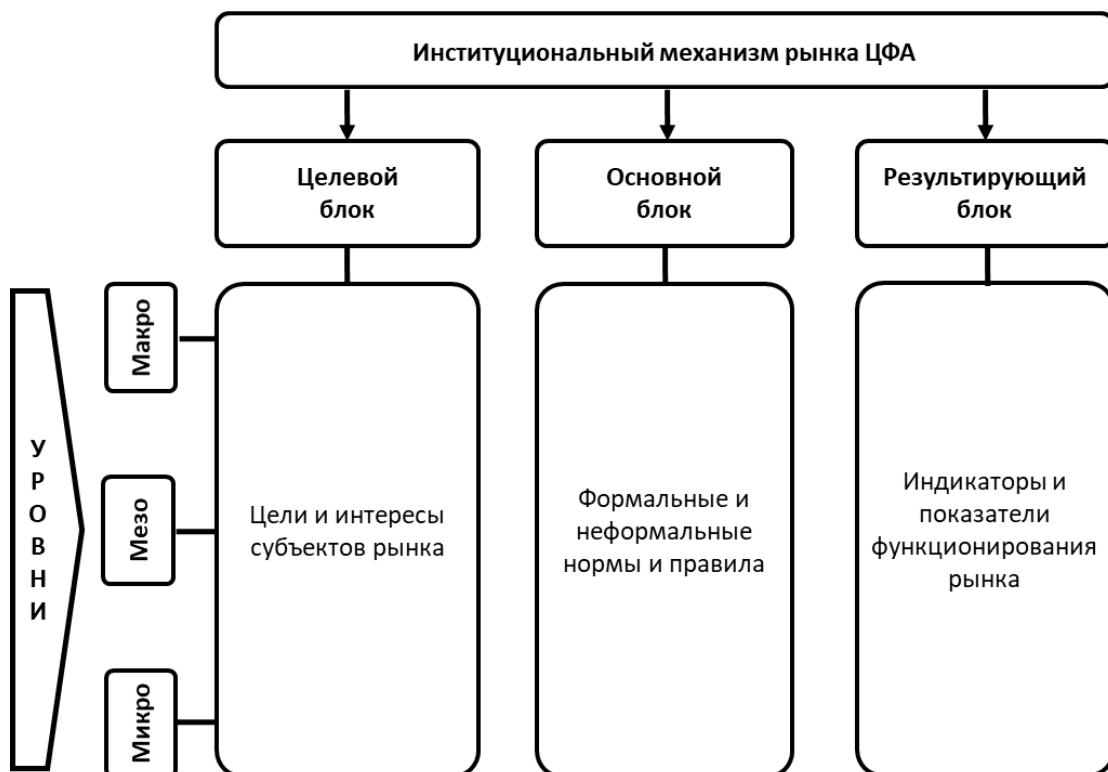 Институциональный механизм рынка ЦФА
Целевой
блок
Основной
блок
Результирующий
блок
УРОВНИ
Макро
Мезо
Микро
Цели и интересы
субъектов рынка
Формальные и
неформальные
нормы и правила
Индикаторы и
показатели
функционирования
рынка